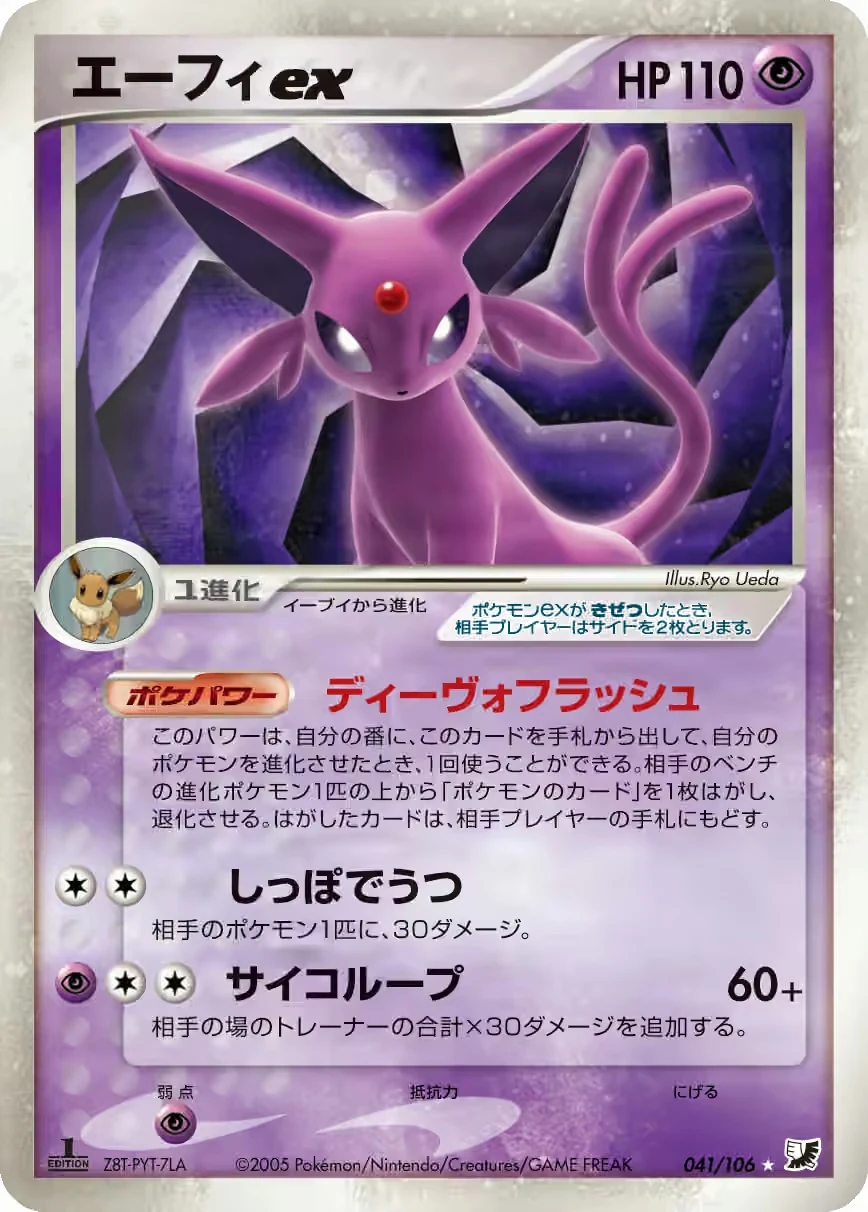 エーフィex HP 110
1進化
Illus.Ryo Ueda
イーブイから進化
ポケモンexが きぜつしたとき、
相手プレイヤーはサイドを2枚とります。
ポケパワー ディーヴォフラッシュ
このパワーは、自分の番に、このカードを手札から出して、自分の
ポケモンを進化させたとき、1回使うことができる。相手のベンチ
の進化ポケモン1匹の上から「ポケモンのカード」を1枚はがし、
退化させる。はがしたカードは、相手プレイヤーの手札にもどす。
しっぽでうつ
相手のポケモン1匹に、30ダメージ。
サイコループ 60+
相手の場のトレーナーの合計×30ダメージを追加する。
弱点 抵抗力 にげる
1 EDITION Z8T-PYT-7LA ©2005 Pokémon/Nintendo/Creatures/GAME FREAK 041/106 ★